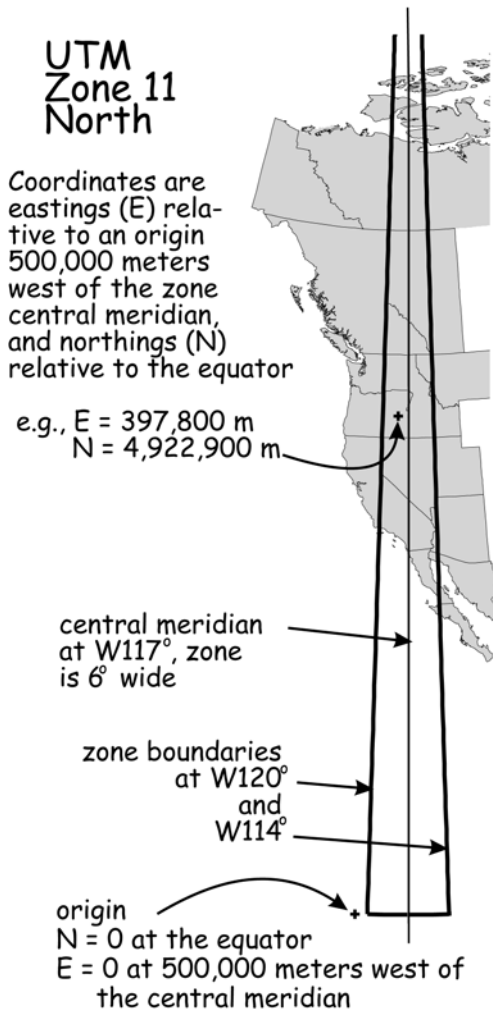 UTM
Zone 11
North
Coordinates are
eastings (E) rela-
tive to an origin
500,000 meters
west of the zone
central meridian,
and northings (N)
relative to the equator
e.g., E = 397,800 m
N = 4,922,900 m
central meridian
at W117°, zone
is 6° wide
zone boundaries
at W120°
and
W114°
origin
N = 0 at the equator
E = 0 at 500,000 meters west of
the central meridian